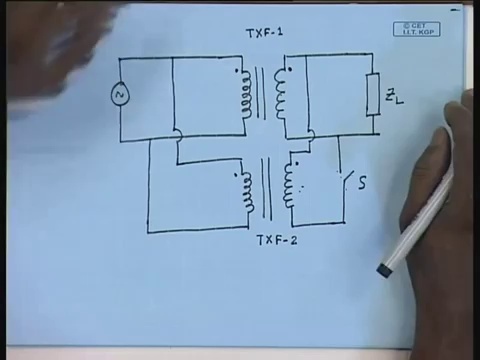 TXF-1
© CET
I.I.T. KGP
~
Z_L
S
TXF-2